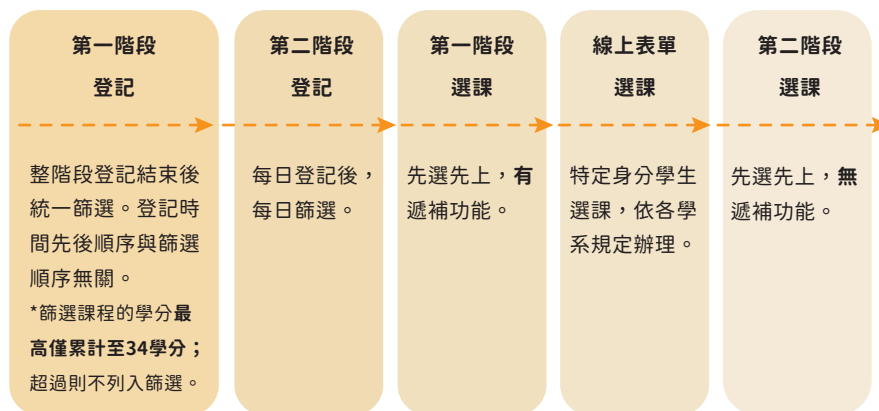 第一階段
登記
整階段登記結束後
統一篩選。登記時
間先後順序與篩選
順序無關。
*篩選課程的學分最
高僅累計至34學分；
超過則不列入篩選。
第二階段
登記
每日登記後，
每日篩選。
第一階段
選課
先選先上，有
遞補功能。
線上表單
選課
特定身分學生
選課，依各學
系規定辦理。
第二階段
選課
先選先上，無
遞補功能。